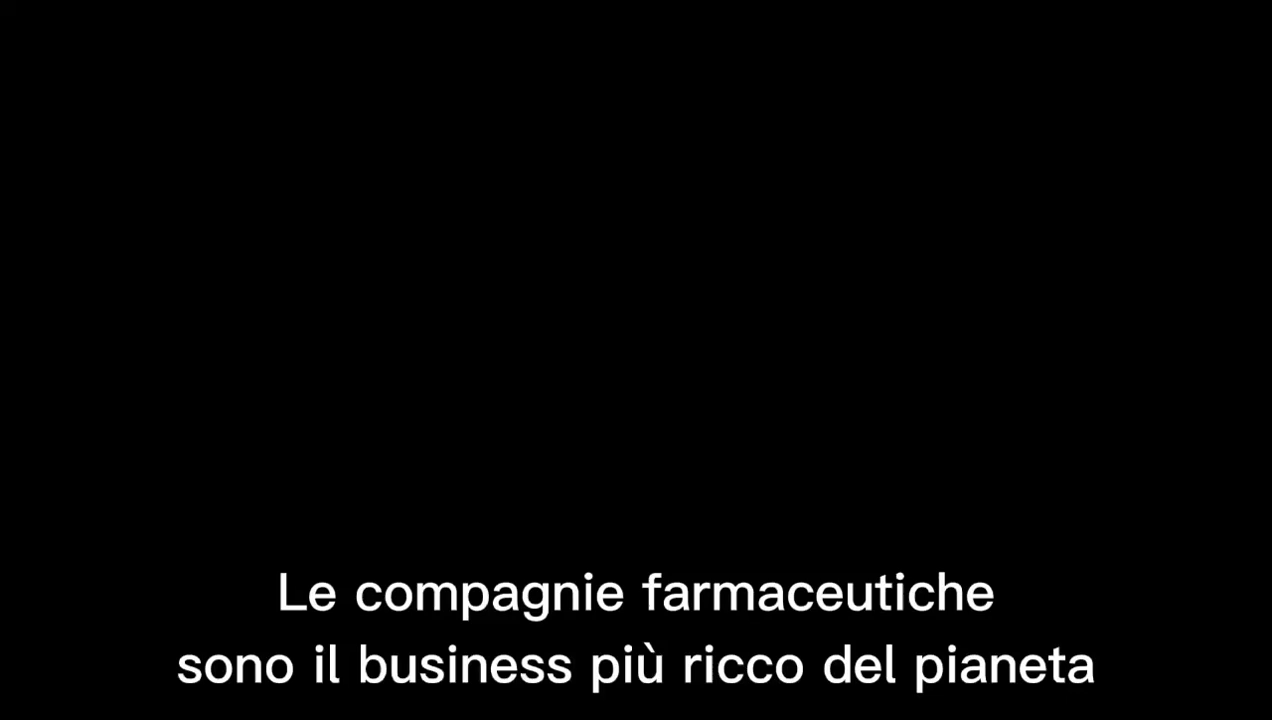 Le compagnie farmaceutiche
sono il business più ricco del pianeta